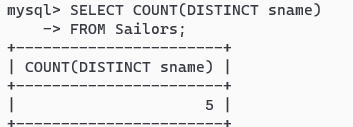 mysql> SELECT COUNT(DISTINCT sname)
    -> FROM Sailors;
+-----------------------+
| COUNT(DISTINCT sname) |
+-----------------------+
|                     5 |
+-----------------------+